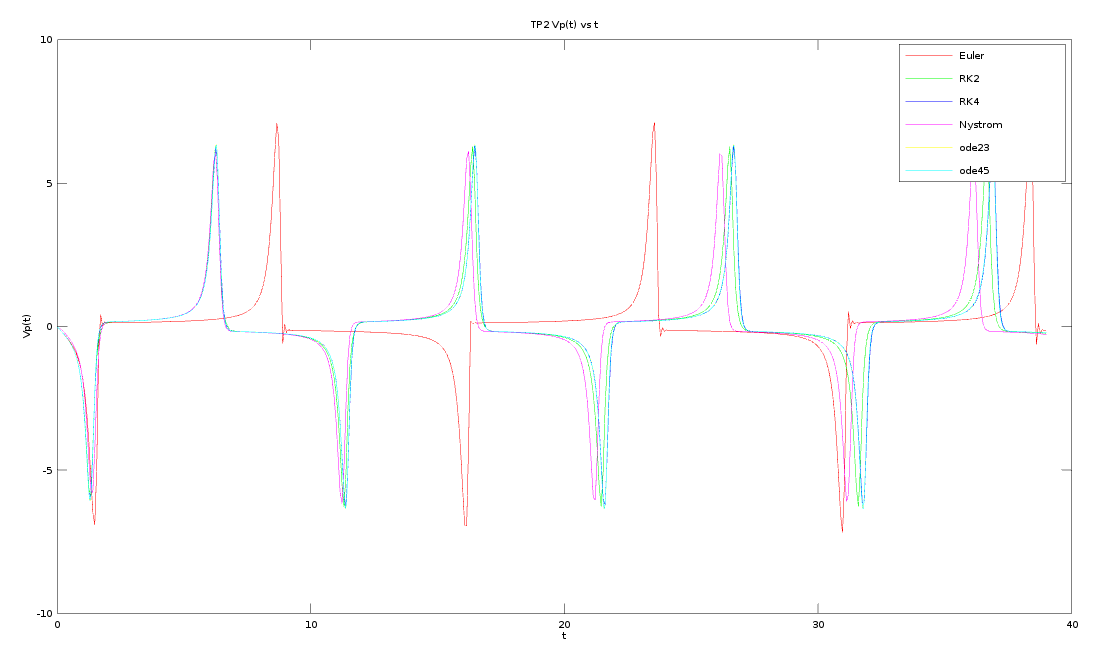 TP2 Vp(t) vs t
10
5
0
-5
-10
Vp(t)
0
10
20
30
40
t
Euler
RK2
RK4
Nystrom
ode23
ode45